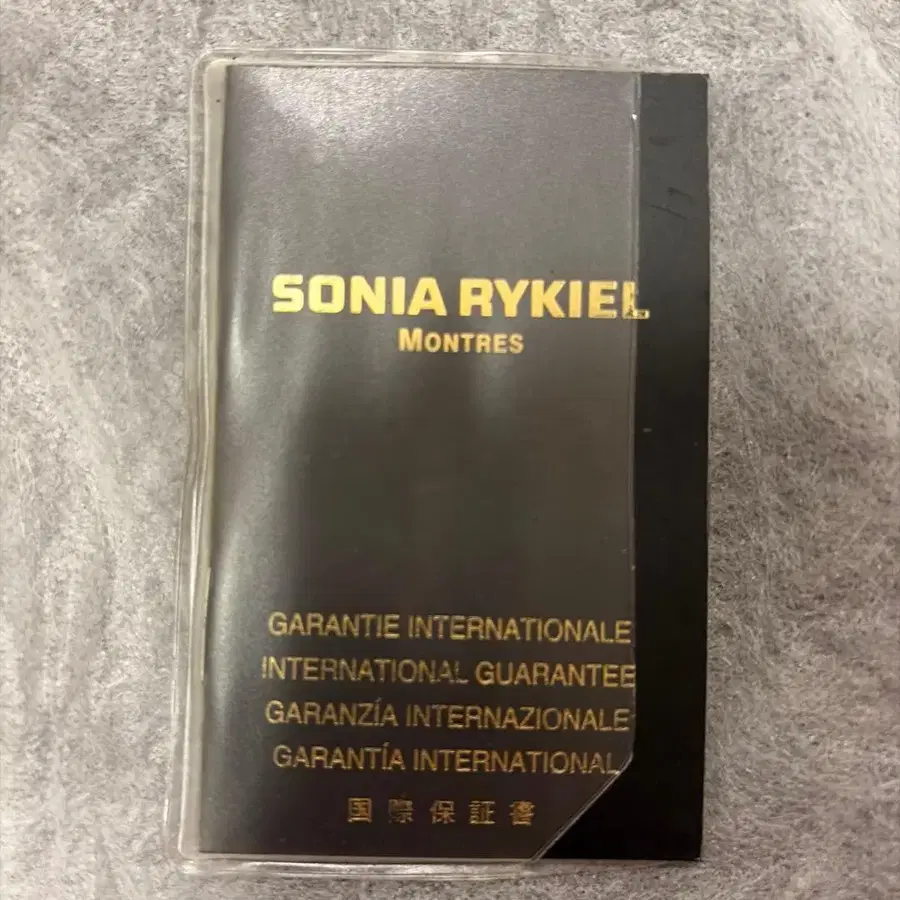 SONIA RYKIEL
MONTRES
GARANTIE INTERNATIONALE
INTERNATIONAL GUARANTEE
GARANZÍA INTERNAZIONALE
GARANTÍA INTERNATIONAL
国際保証書